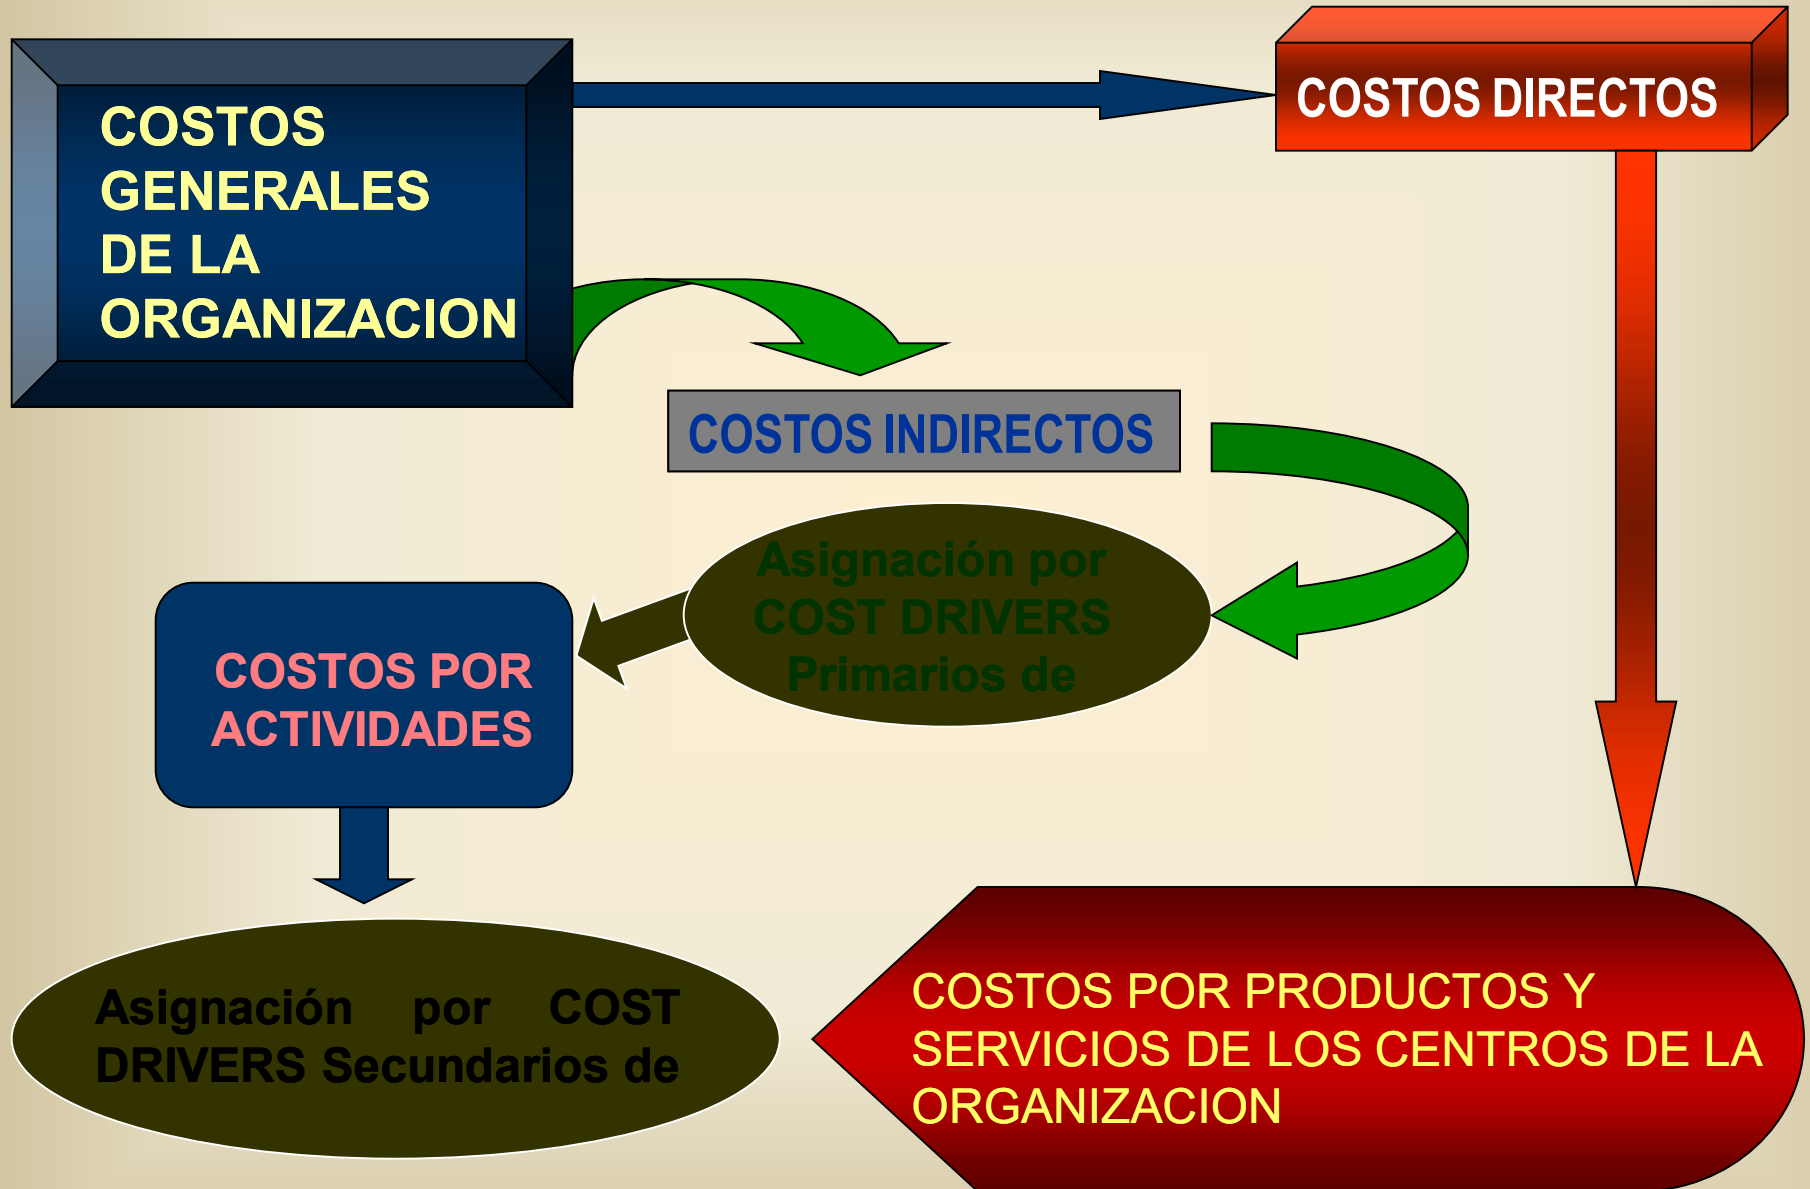 COSTOS
GENERALES
DE LA
ORGANIZACION
COSTOS DIRECTOS
COSTOS INDIRECTOS
Asignación por
COST DRIVERS
Primarios de
COSTOS POR
ACTIVIDADES
Asignación por COST
DRIVERS Secundarios de
COSTOS POR PRODUCTOS Y
SERVICIOS DE LOS CENTROS DE LA
ORGANIZACION